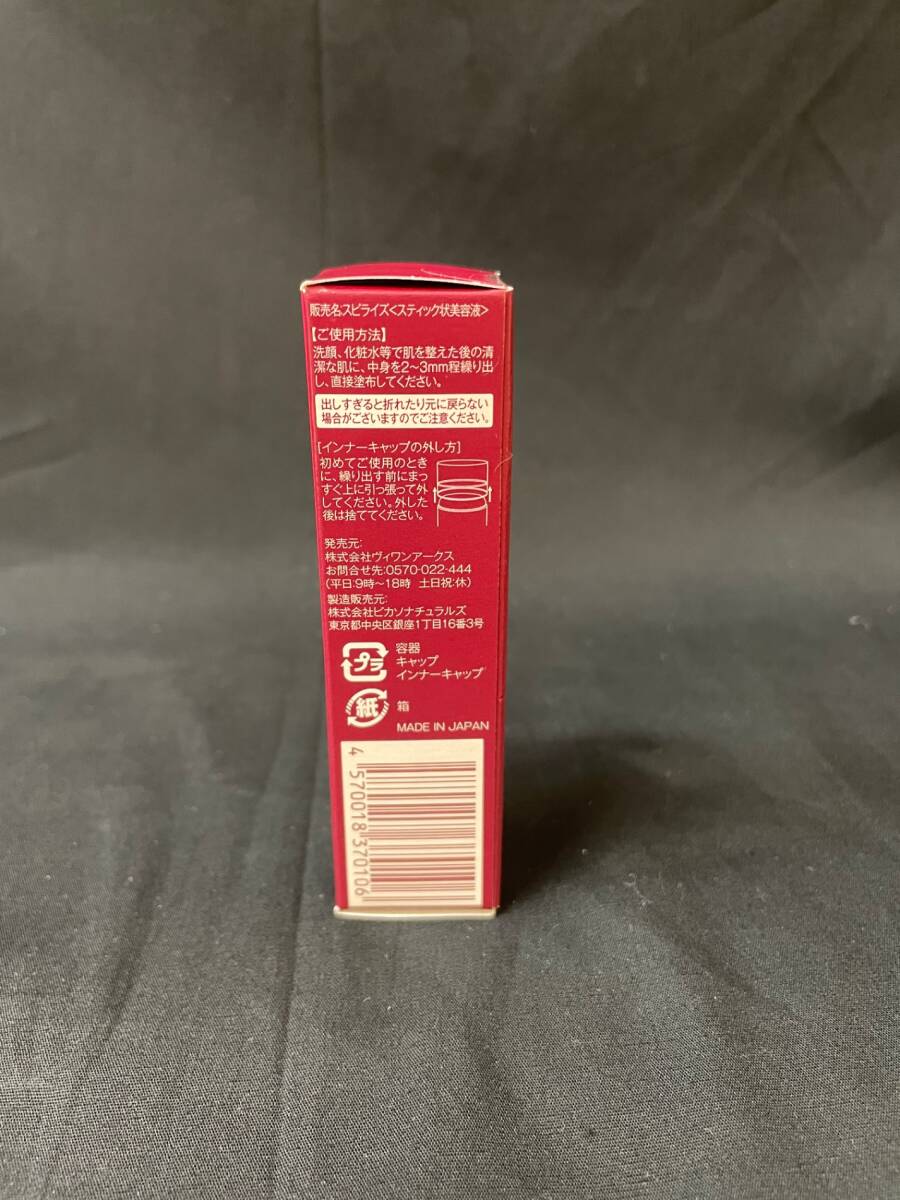 販売名:スピライズ<スティック状美容液>
【ご使用方法】
洗顔、化粧水等で肌を整えた後の清
潔な肌に、中身を2~3mm程繰り出
し、直接塗布してください。
出しすぎると折れたり元に戻らない
場合がございますのでご注意ください。
[インナーキャップの外し方]
初めてご使用のとき
に、繰り出す前にまっ
すぐ上に引っ張って外
してください。外した
後は捨ててください。
発売元:
株式会社ヴィワンアークス
お問合せ先:0570-022-444
(平日:9時~18時 土日祝:休)
製造販売元:
株式会社ピカソナチュラルズ
東京都中央区銀座1丁目16番3号
プラ
容器
キャップ
インナーキャップ
紙
箱
MADE IN JAPAN
4 570018 370106